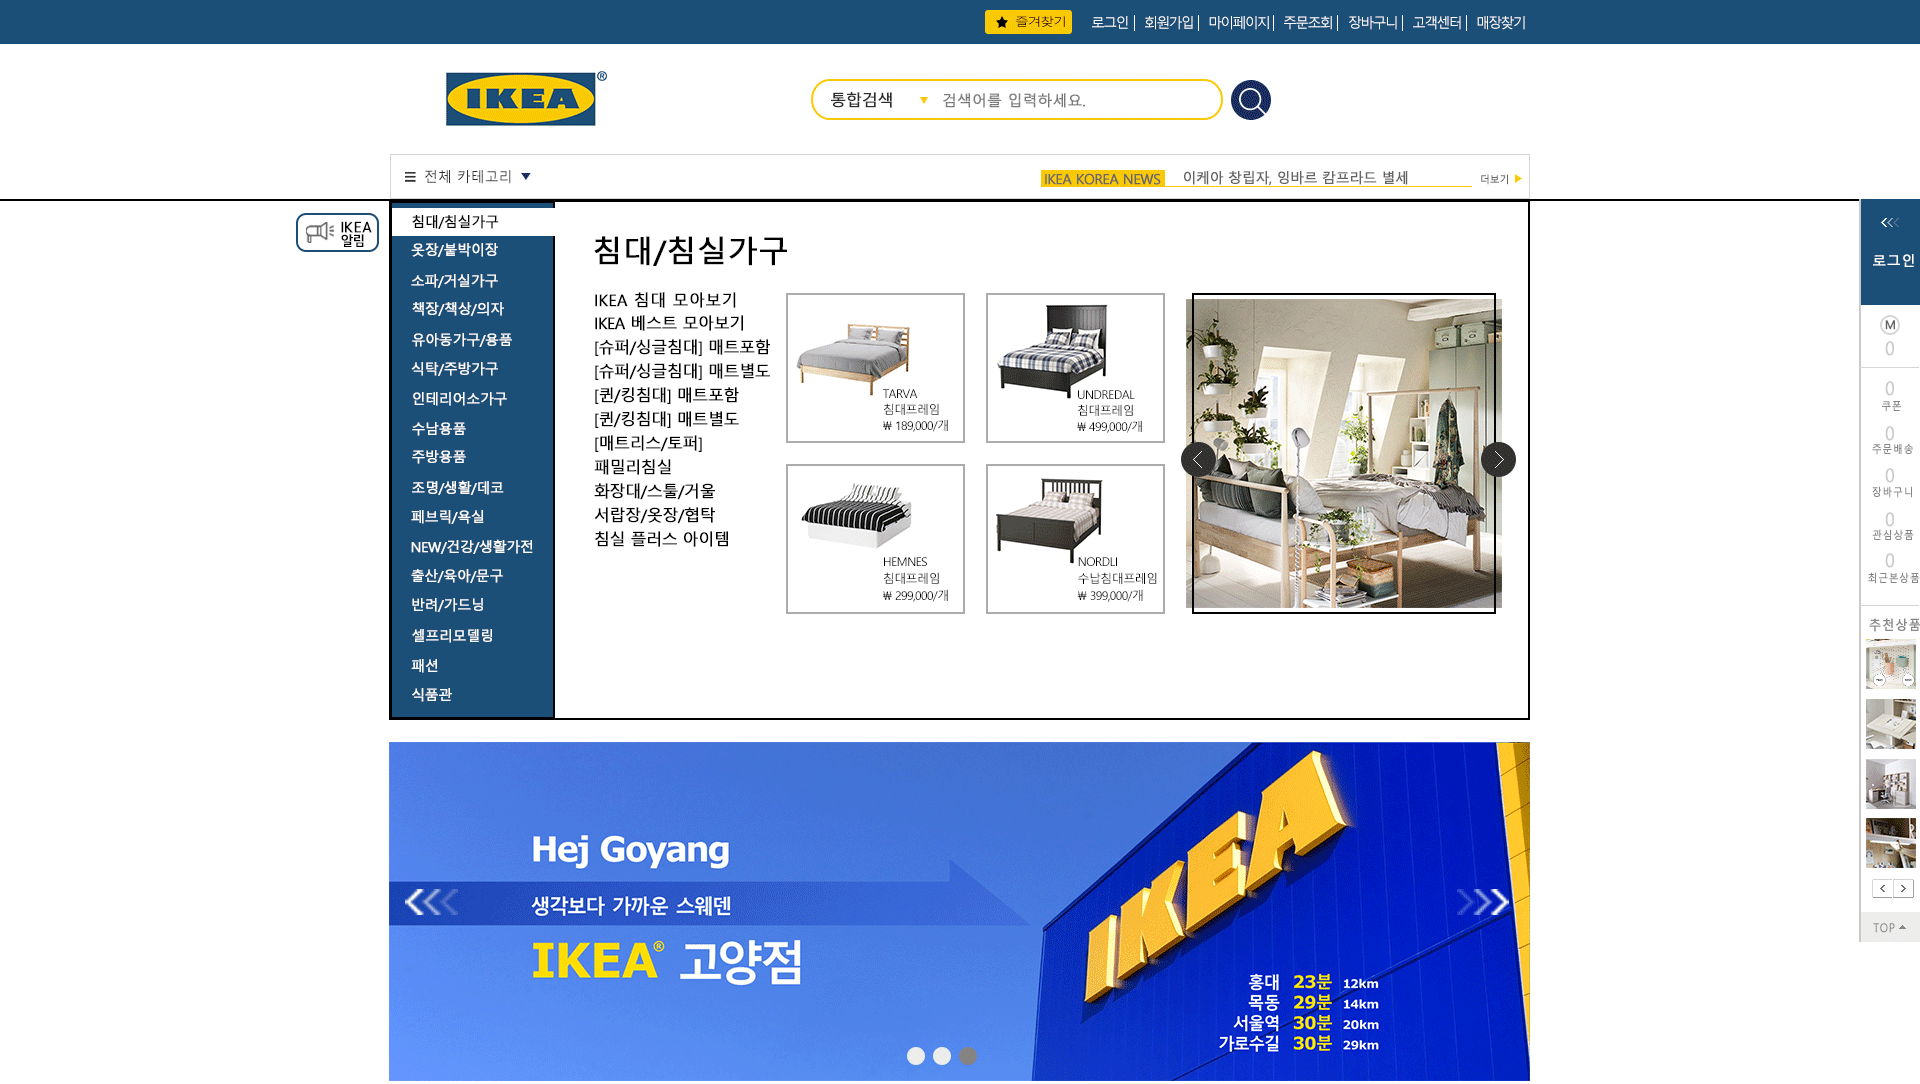 즐겨찾기
로그인 | 회원가입 | 마이페이지 | 주문조회 | 장바구니 | 고객센터 | 매장찾기
IKEA®
통합검색 검색어를 입력하세요.
전체 카테고리
IKEA KOREA NEWS 이케아 창립자, 잉바르 캄프라드 별세 더보기
IKEA
알림
침대/침실가구
옷장/붙박이장
소파/거실가구
책장/책상/의자
유아동가구/용품
식탁/주방가구
인테리어소가구
수납용품
주방용품
조명/생활/데코
페브릭/욕실
NEW/건강/생활가전
출산/육아/문구
반려/가드닝
셀프리모델링
패션
식품관
침대/침실가구
IKEA 침대 모아보기
IKEA 베스트 모아보기
[슈퍼/싱글침대] 매트포함
[슈퍼/싱글침대] 매트별도
[퀸/킹침대] 매트포함
[퀸/킹침대] 매트별도
[매트리스/토퍼]
패밀리침실
화장대/스툴/거울
서랍장/옷장/협탁
침실 플러스 아이템
TARVA
침대프레임
₩ 189,000/개
UNDREDAL
침대프레임
₩ 499,000/개
HEMNES
침대프레임
₩ 299,000/개
NORDLI
수납침대프레임
₩ 399,000/개
로그인
M
0
0
쿠폰
0
주문배송
0
장바구니
0
관심상품
0
최근본상품
추천상품
TOP
Hej Goyang
생각보다 가까운 스웨덴
IKEA® 고양점
IKEA
홍대 23분 12km
목동 29분 14km
서울역 30분 20km
가로수길 30분 29km